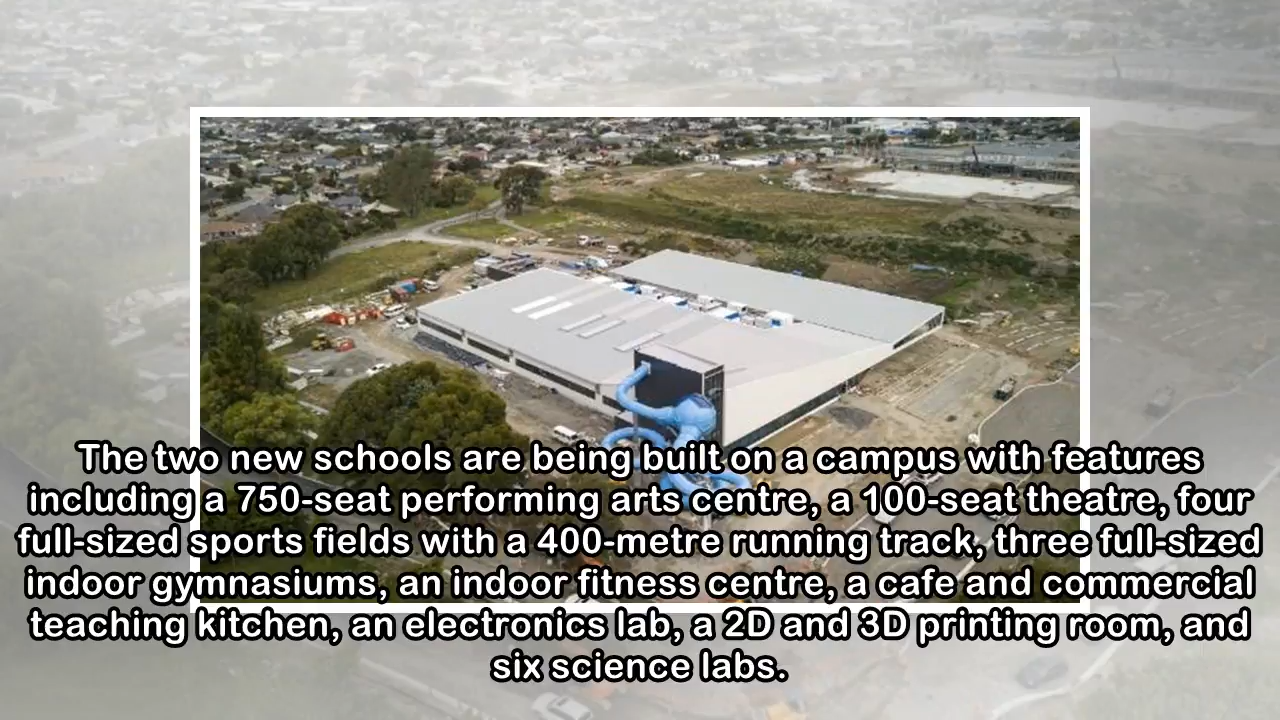 The two new schools are being built on a campus with features
including a 750-seat performing arts centre, a 100-seat theatre, four
full-sized sports fields with a 400-metre running track, three full-sized
indoor gymnasiums, an indoor fitness centre, a cafe and commercial
teaching kitchen, an electronics lab, a 2D and 3D printing room, and
six science labs.